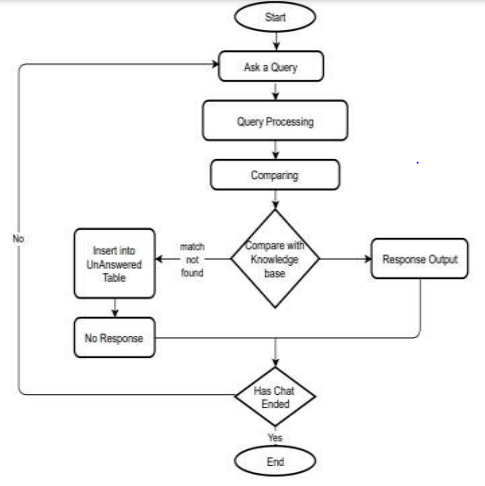 Start
Ask a Query
Query Processing
Comparing
No
Insert into
UnAnswered
Table
match
not
found
Compare with
Knowledge
base
Response Output
No Response
Has Chat
Ended
Yes
End